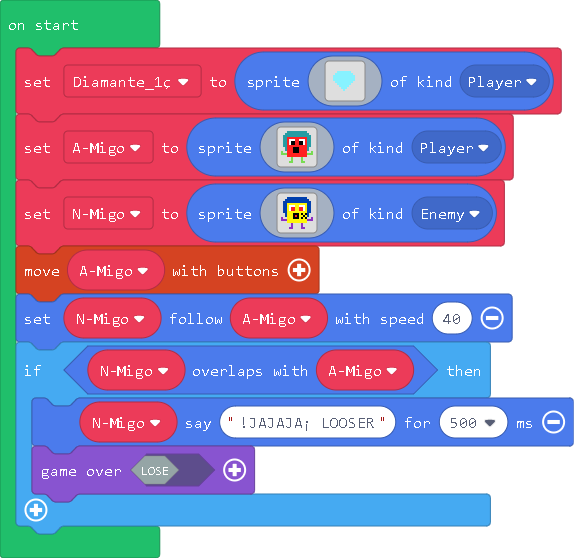 on start
set Diamante_1ç to sprite of kind Player
set A-Migo to sprite of kind Player
set N-Migo to sprite of kind Enemy
move A-Migo with buttons
set N-Migo follow A-Migo with speed 40
if N-Migo overlaps with A-Migo then
N-Migo say "!JAJAJA¡ LOOSER" for 500 ms
game over LOSE